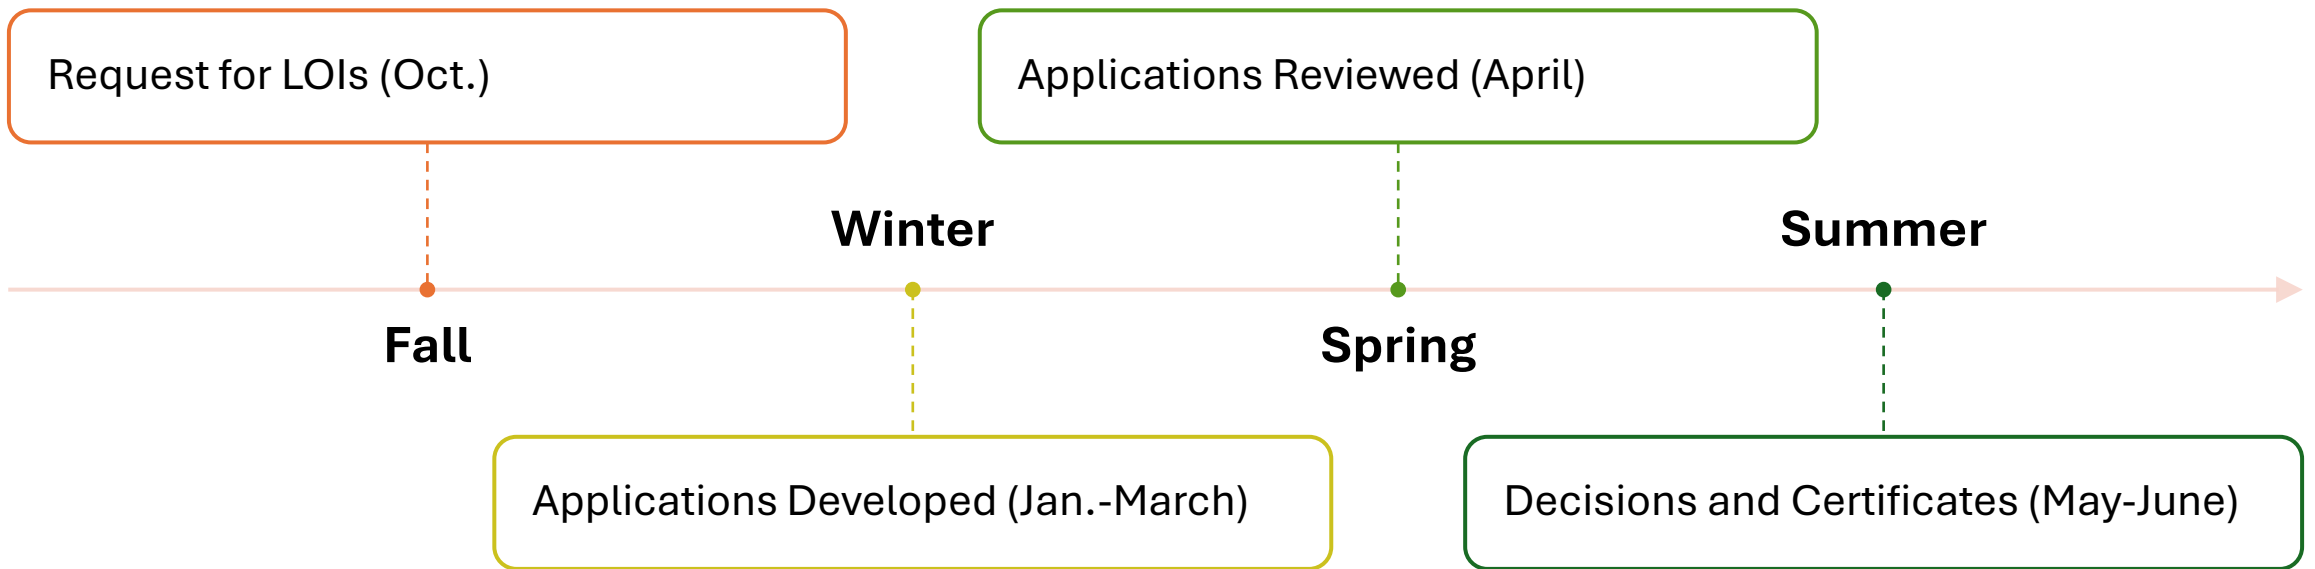 Request for LOIs (Oct.)
Applications Reviewed (April)
Winter
Summer
Fall
Spring
Applications Developed (Jan.-March)
Decisions and Certificates (May-June)